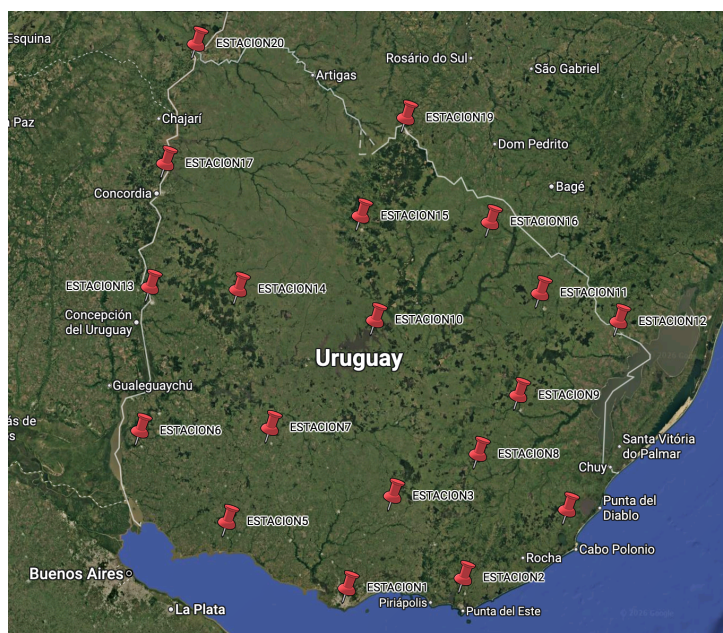 Esquina
ESTACION20
Rosário do Sul
São Gabriel
Artigas
Paz
Chajarí
ESTACION19
Dom Pedrito
ESTACION17
Concordia
Bagé
ESTACION15
ESTACION16
ESTACION13
ESTACION14
ESTACION11
Concepción
del Uruguay
ESTACION10
ESTACION12
Uruguay
Gualeguaychú
ESTACION9
ás de
s
ESTACION6
ESTACION7
Santa Vitória
do Palmar
ESTACION8
Chuy
ESTACION3
Punta del
Diablo
ESTACION5
Cabo Polonio
Rocha
Buenos Aires
ESTACION1
ESTACION2
Piriápolis
La Plata
Punta del Este